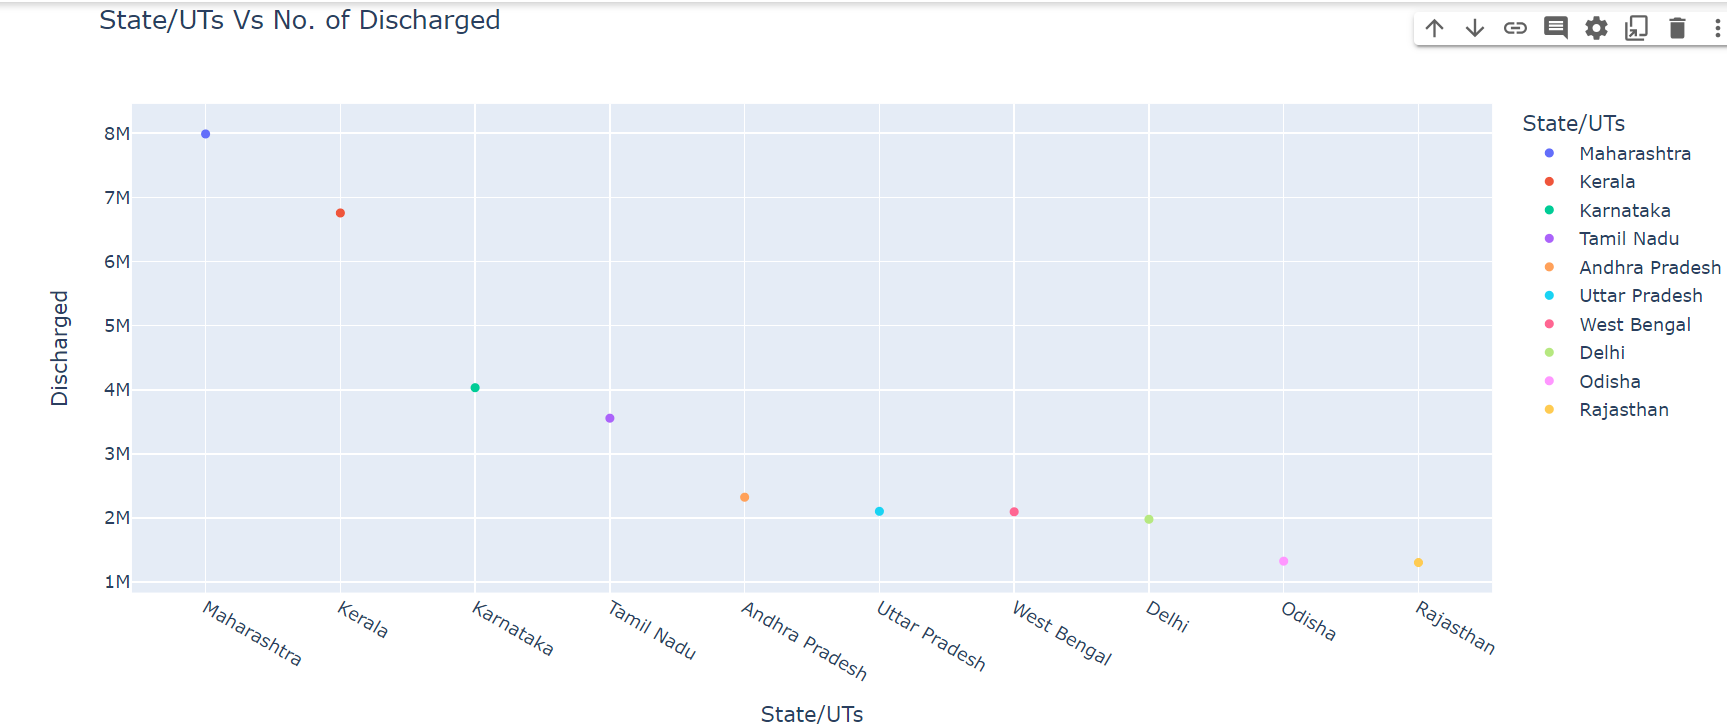 State/UTs Vs No. of Discharged
8M
7M
6M
5M
4M
3M
2M
1M
Discharged
Maharashtra
Kerala
Karnataka
Tamil Nadu
Andhra Pradesh
Uttar Pradesh
West Bengal
Delhi
Odisha
Rajasthan
State/UTs
State/UTs
Maharashtra
Kerala
Karnataka
Tamil Nadu
Andhra Pradesh
Uttar Pradesh
West Bengal
Delhi
Odisha
Rajasthan